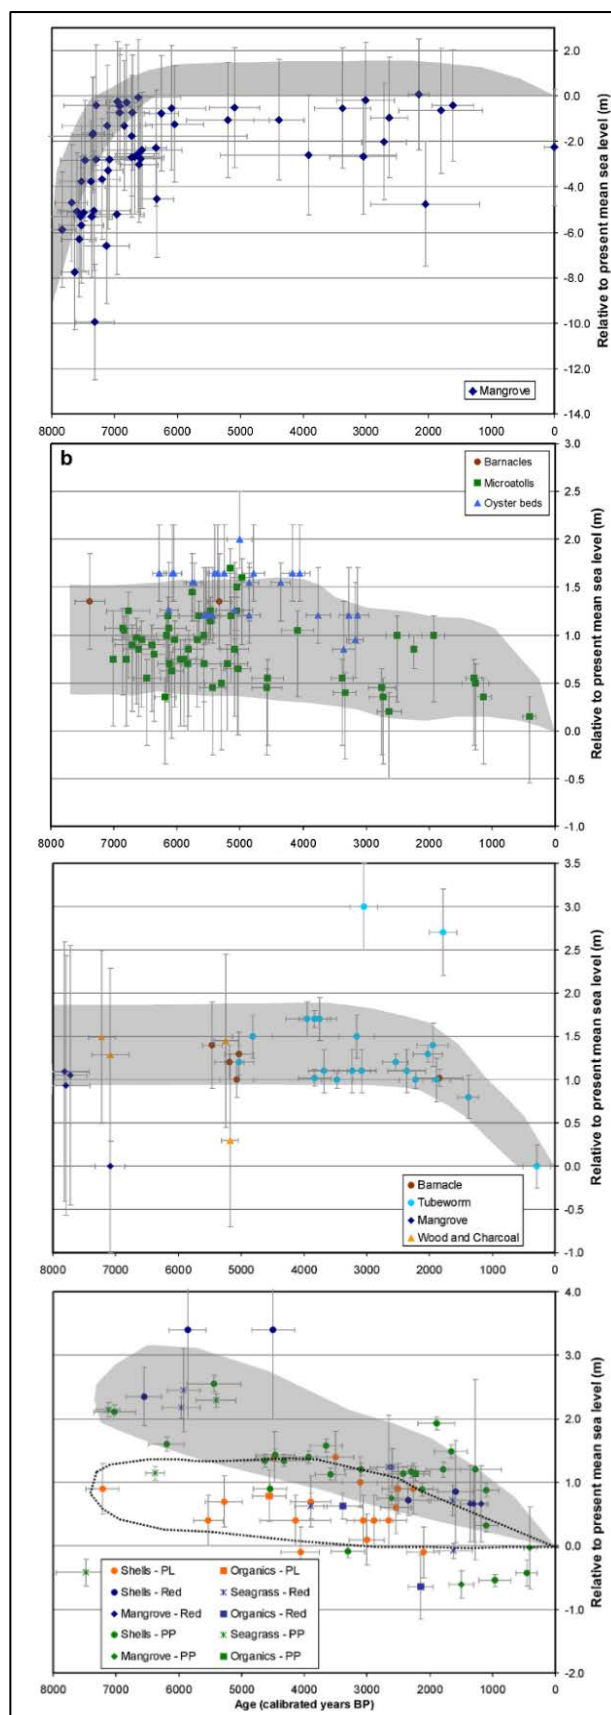 2.0
0.0
-2.0
-4.0
-6.0
-8.0
-10.0
-12.0
-14.0
Relative to present mean sea level (m)
Mangrove
8000 7000 6000 5000 4000 3000 2000 1000 0
b
3.0
2.5
2.0
1.5
1.0
0.5
0.0
-0.5
-1.0
Relative to present mean sea level (m)
Barnacles
Microatolls
Oyster beds
8000 7000 6000 5000 4000 3000 2000 1000 0
3.5
3.0
2.5
2.0
1.5
1.0
0.5
0.0
-0.5
-1.0
Relative to present mean sea level (m)
Barnacle
Tubeworm
Mangrove
Wood and Charcoal
8000 7000 6000 5000 4000 3000 2000 1000 0
4.0
3.0
2.0
1.0
0.0
-1.0
-2.0
Relative to present mean sea level (m)
Shells - PL Organics - PL
Shells - Red Seagrass - Red
Mangrove - Red Organics - Red
Shells - PP Seagrass - PP
Mangrove - PP Organics - PP
8000 7000 6000 5000 4000 3000 2000 1000 0
Age (calibrated years BP)